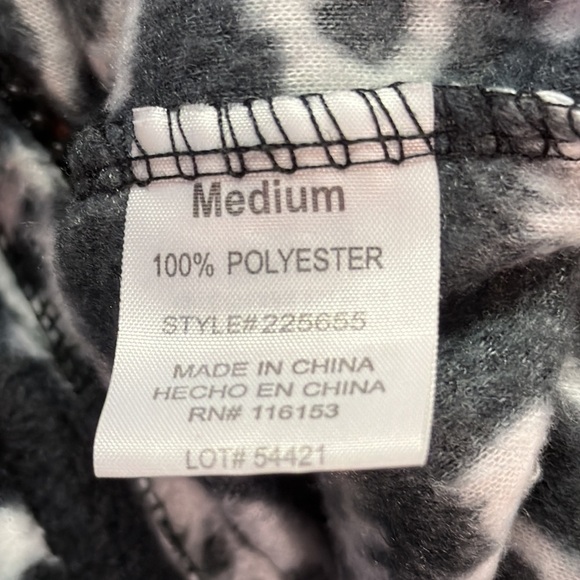 Medium
100% POLYESTER
STYLE#225655
MADE IN CHINA
HECHO EN CHINA
RN# 116153
LOT# 54421